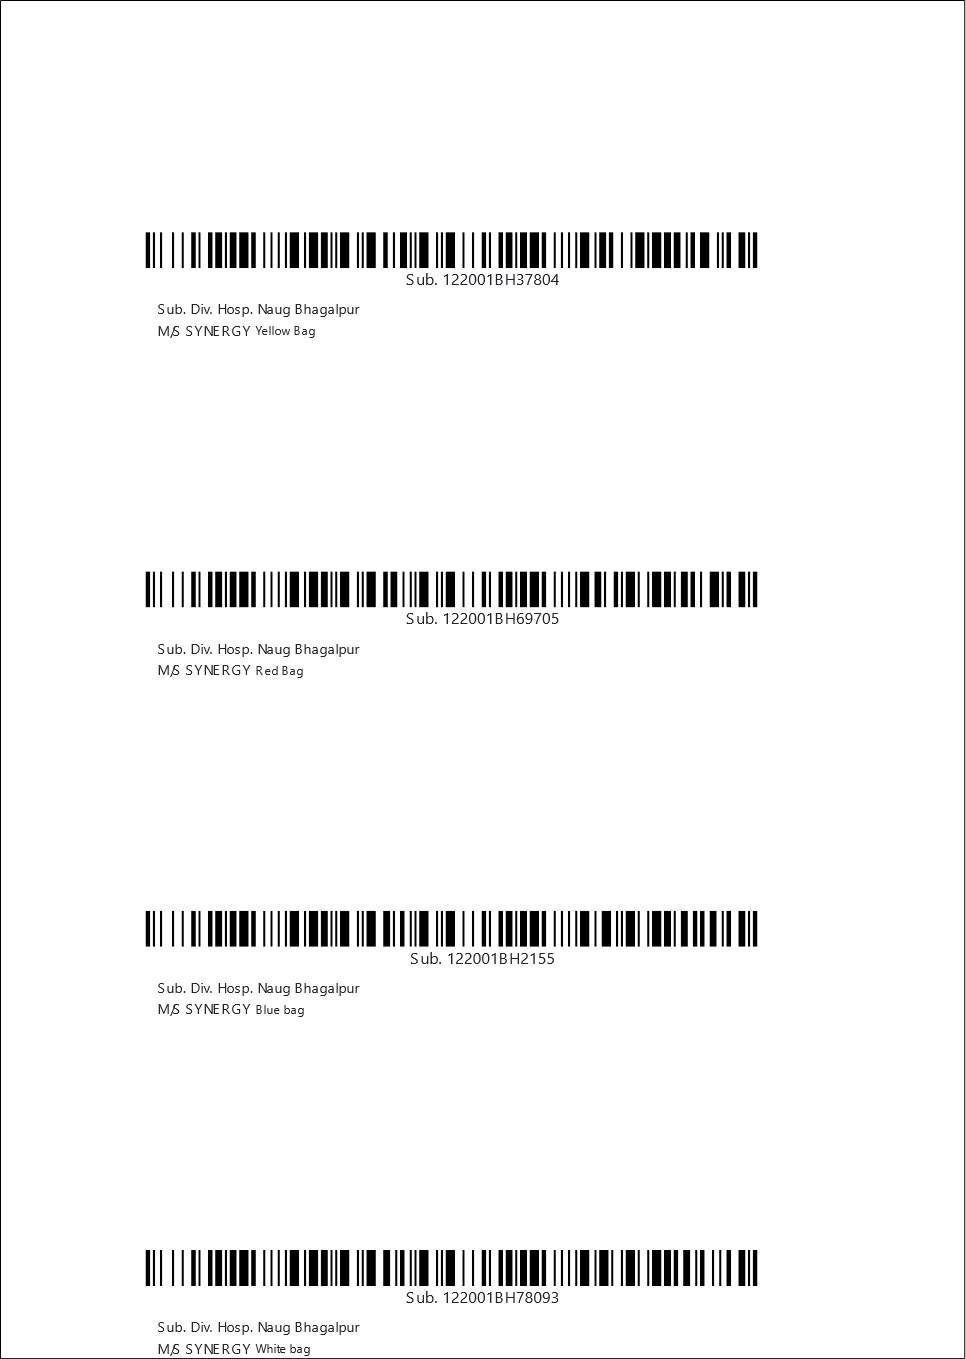 Sub. 122001BH37804
Sub. Div. Hosp. Naug Bhagalpur
M/S SYNERGY Yellow Bag
Sub. 122001BH69705
Sub. Div. Hosp. Naug Bhagalpur
M/S SYNERGY Red Bag
Sub. 122001BH2155
Sub. Div. Hosp. Naug Bhagalpur
M/S SYNERGY Blue bag
Sub. 122001BH78093
Sub. Div. Hosp. Naug Bhagalpur
M/S SYNERGY White bag